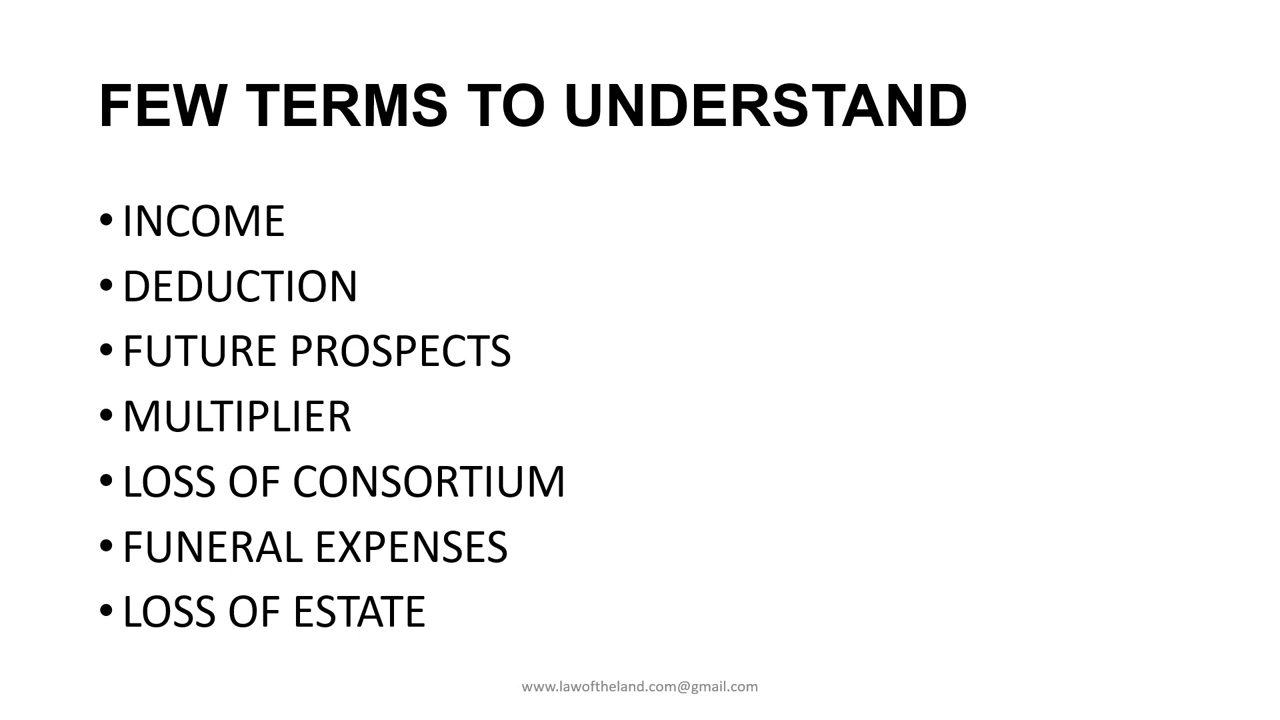 FEW TERMS TO UNDERSTAND
• INCOME
• DEDUCTION
• FUTURE PROSPECTS
• MULTIPLIER
• LOSS OF CONSORTIUM
• FUNERAL EXPENSES
• LOSS OF ESTATE
www.lawoftheland.com@gmail.com